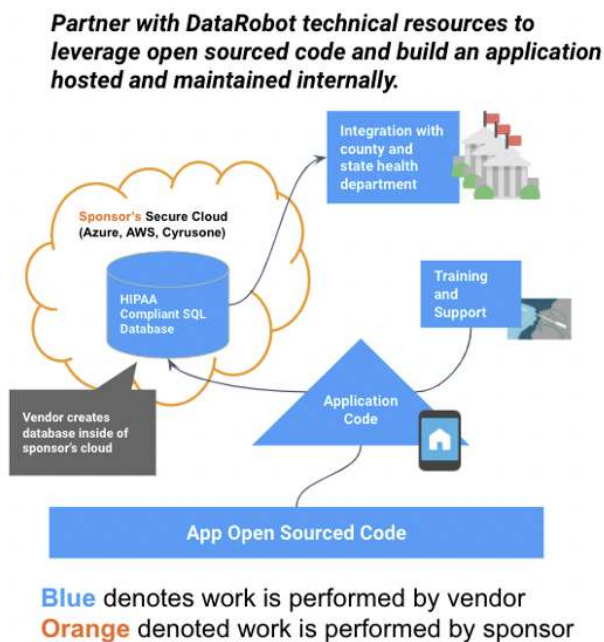 Partner with DataRobot technical resources to
leverage open sourced code and build an application
hosted and maintained internally.
Integration with
county and
state health
department
Sponsor's Secure Cloud
(Azure, AWS, Cyrusone)
HIPAA
Compliant SQL
Database
Training
and
Support
Vendor creates
database inside of
sponsor's cloud
Application
Code
App Open Sourced Code
Blue denotes work is performed by vendor
Orange denoted work is performed by sponsor